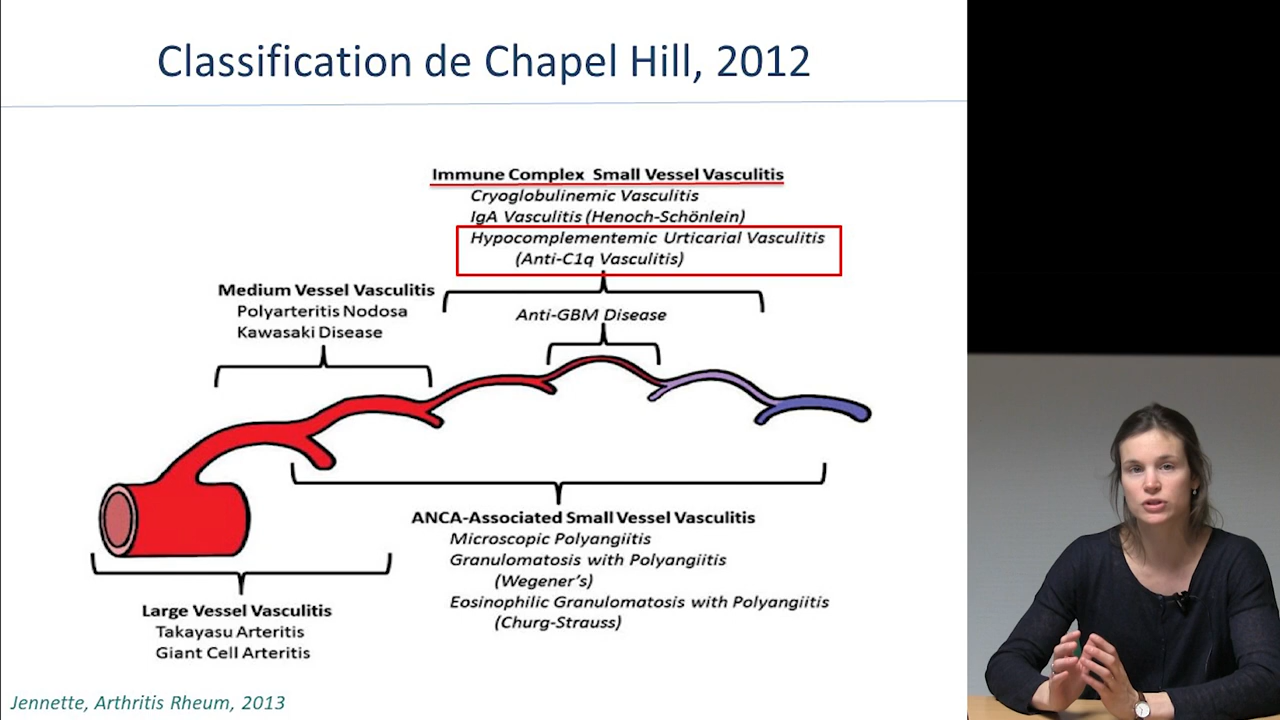 Classification de Chapel Hill, 2012
Immune Complex Small Vessel Vasculitis
Cryoglobulinemic Vasculitis
IgA Vasculitis (Henoch-Schönlein)
Hypocomplementemic Urticarial Vasculitis
(Anti-C1q Vasculitis)
Medium Vessel Vasculitis
Polyarteritis Nodosa
Kawasaki Disease
Anti-GBM Disease
ANCA-Associated Small Vessel Vasculitis
Microscopic Polyangiitis
Granulomatosis with Polyangiitis
(Wegener's)
Eosinophilic Granulomatosis with Polyangiitis
(Churg-Strauss)
Large Vessel Vasculitis
Takayasu Arteritis
Giant Cell Arteritis
Jennette, Arthritis Rheum, 2013